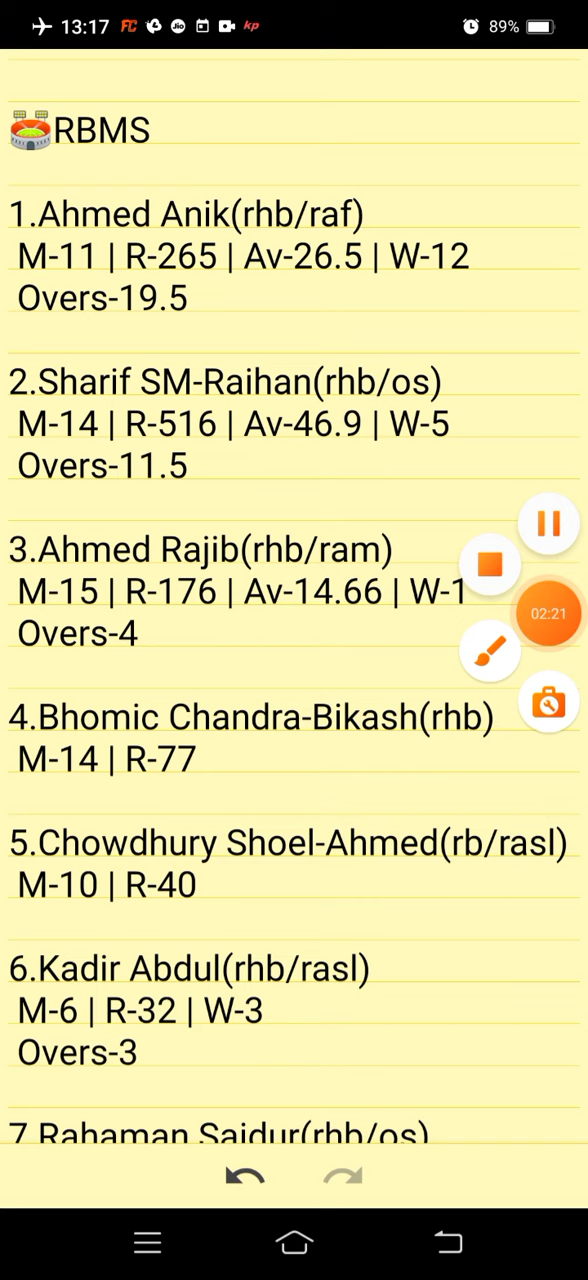 13:17 FC Jio kp 89%
RBMS
1.Ahmed Anik(rhb/raf)
M-11 | R-265 | Av-26.5 | W-12
Overs-19.5
2.Sharif SM-Raihan(rhb/os)
M-14 | R-516 | Av-46.9 | W-5
Overs-11.5
3.Ahmed Rajib(rhb/ram)
M-15 | R-176 | Av-14.66 | W-1
Overs-4
02:21
4.Bhomic Chandra-Bikash(rhb)
M-14 | R-77
5.Chowdhury Shoel-Ahmed(rb/rasl)
M-10 | R-40
6.Kadir Abdul(rhb/rasl)
M-6 | R-32 | W-3
Overs-3
7.Rahaman Saidur(rhb/os)